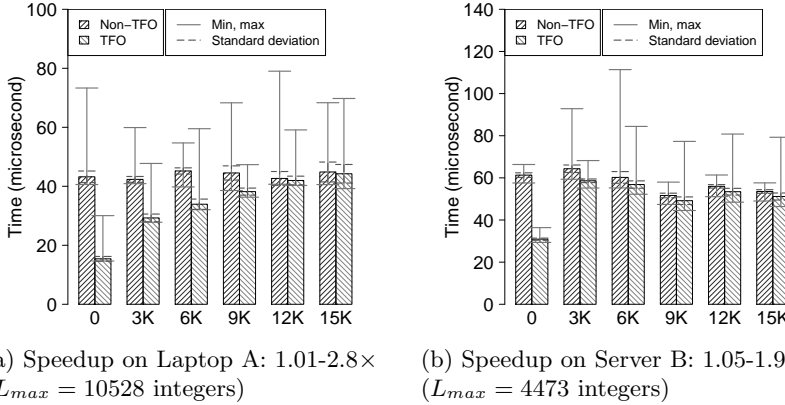 100
80
60
40
20
0
Time (microsecond)
Non−TFO
TFO
Min, max
Standard deviation
0 3K 6K 9K 12K 15K
) Speedup on Laptop A: 1.01-2.8×
L_max = 10528 integers)
140
120
100
80
60
40
20
0
Time (microsecond)
Non−TFO
TFO
Min, max
Standard deviation
0 3K 6K 9K 12K 15K
(b) Speedup on Server B: 1.05-1.9
(L_max = 4473 integers)